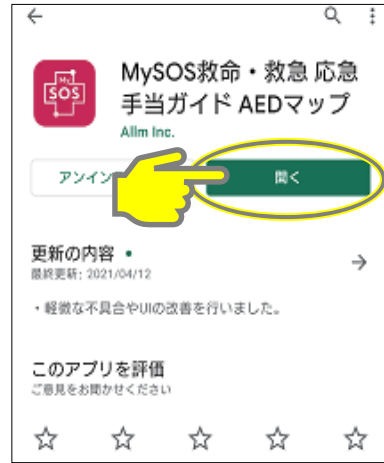 My
SOS
MySOS救命・救急 応急
手当ガイド AEDマップ
Allm Inc.
アンイン
開く
更新の内容
最終更新: 2021/04/12
・軽微な不具合やUIの改善を行いました。
このアプリを評価
ご意見をお聞かせください